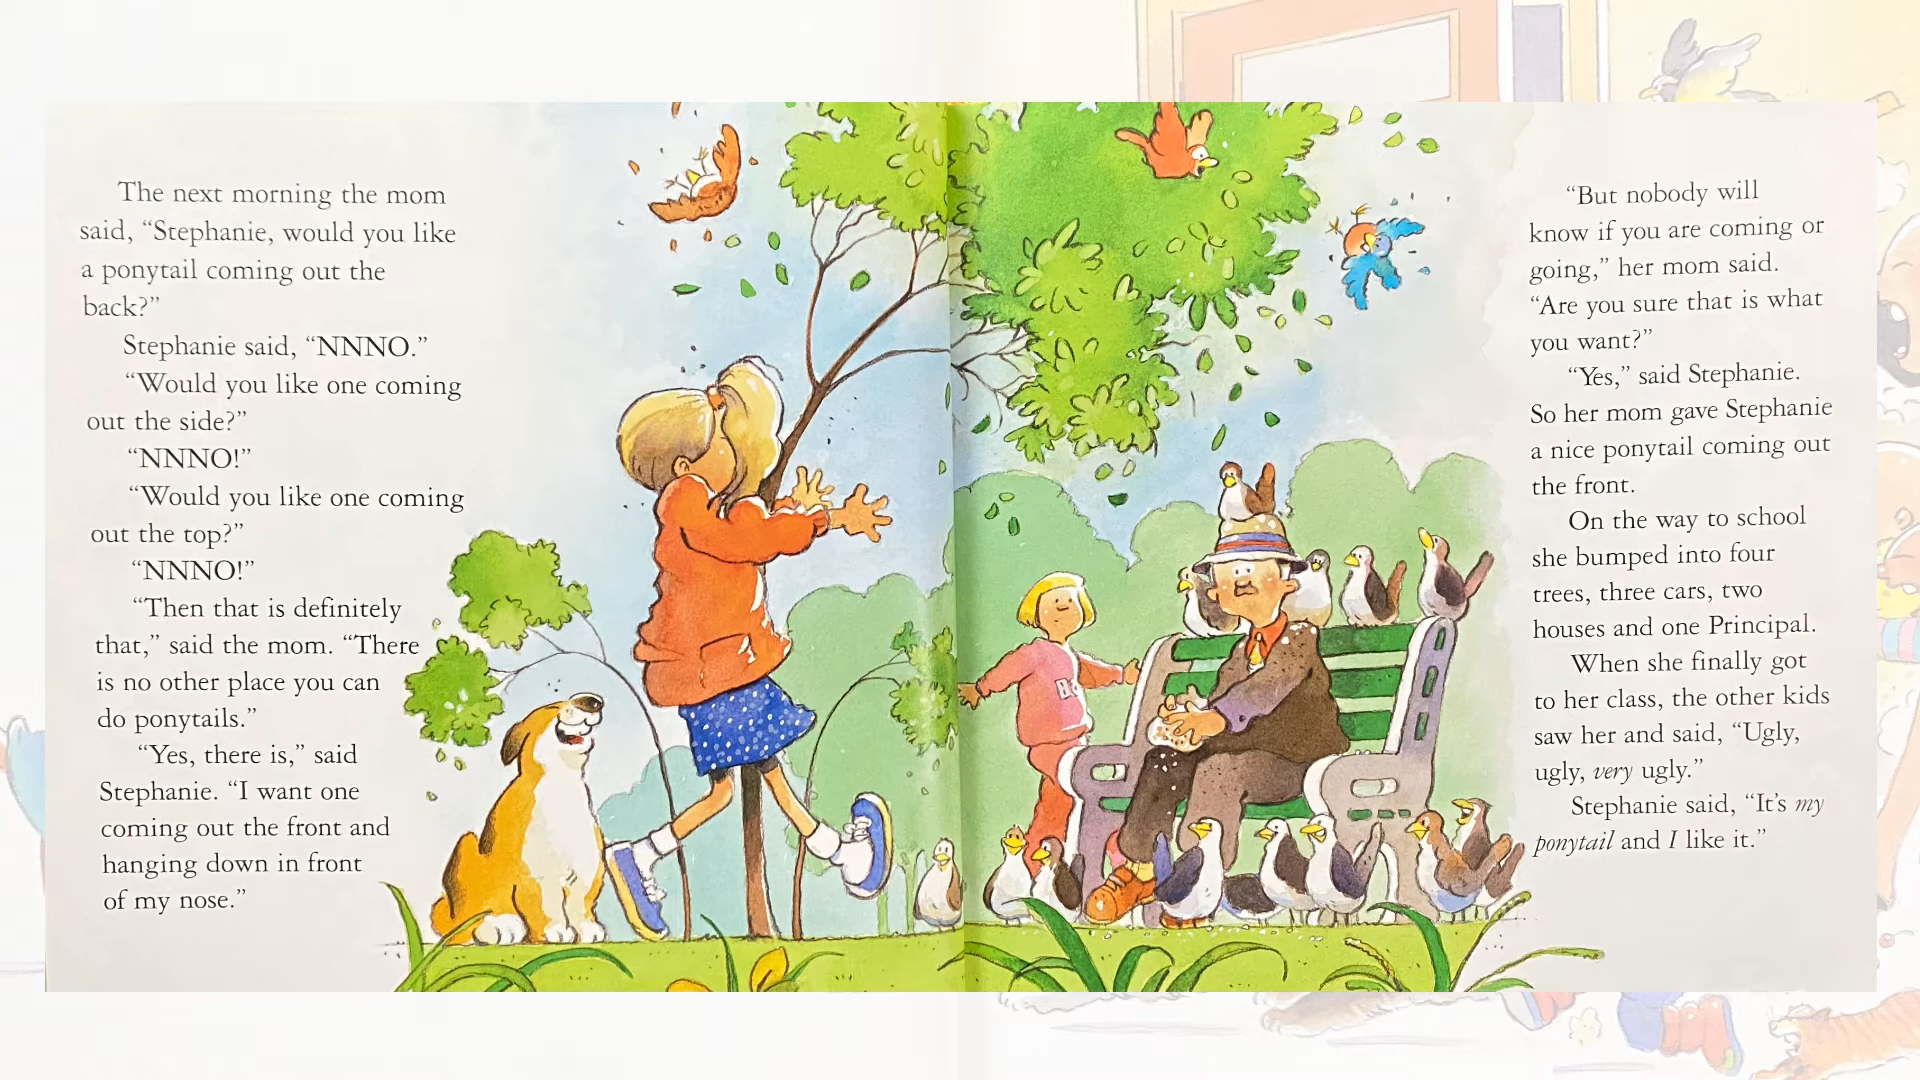 The next morning the mom
said, “Stephanie, would you like
a ponytail coming out the
back?”
Stephanie said, “NNNO.”
“Would you like one coming
out the side?”
“NNNO!”
“Would you like one coming
out the top?”
“NNNO!”
“Then that is definitely
that,” said the mom. “There
is no other place you can
do ponytails.”
“Yes, there is,” said
Stephanie. “I want one
coming out the front and
hanging down in front
of my nose.”
“But nobody will
know if you are coming or
going,” her mom said.
“Are you sure that is what
you want?”
“Yes,” said Stephanie.
So her mom gave Stephanie
a nice ponytail coming out
the front.
On the way to school
she bumped into four
trees, three cars, two
houses and one Principal.
When she finally got
to her class, the other kids
saw her and said, “Ugly,
ugly, very ugly.”
Stephanie said, “It’s my
ponytail and I like it.”